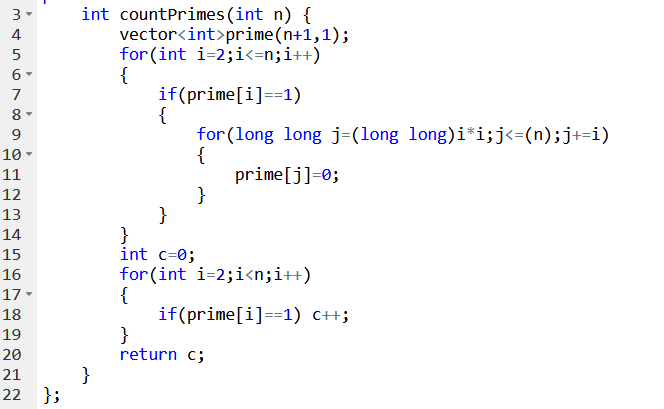 3    int countPrimes(int n) {
4        vector<int>prime(n+1,1);
5        for(int i=2;i<=n;i++)
6        {
7            if(prime[i]==1)
8            {
9                for(long long j=(long long)i*i;j<=(n);j+=i)
10                {
11                    prime[j]=0;
12                }
13            }
14        }
15        int c=0;
16        for(int i=2;i<n;i++)
17        {
18            if(prime[i]==1) c++;
19        }
20        return c;
21    }
22 };